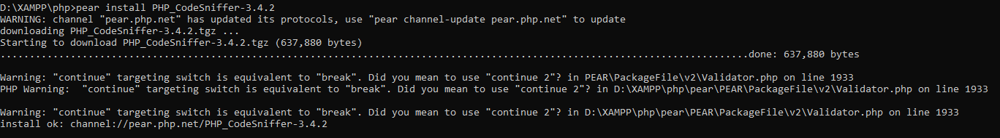 D:\XAMPP\php>pear install PHP_CodeSniffer-3.4.2
WARNING: channel "pear.php.net" has updated its protocols, use "pear channel-update pear.php.net" to update
downloading PHP_CodeSniffer-3.4.2.tgz ...
Starting to download PHP_CodeSniffer-3.4.2.tgz (637,880 bytes)
................................................................................................................................done: 637,880 bytes
Warning: "continue" targeting switch is equivalent to "break". Did you mean to use "continue 2"? in PEAR\PackageFile\v2\Validator.php on line 1933
PHP Warning:  "continue" targeting switch is equivalent to "break". Did you mean to use "continue 2"? in D:\XAMPP\php\pear\PEAR\PackageFile\v2\Validator.php on line 1933
Warning: "continue" targeting switch is equivalent to "break". Did you mean to use "continue 2"? in D:\XAMPP\php\pear\PEAR\PackageFile\v2\Validator.php on line 1933
install ok: channel://pear.php.net/PHP_CodeSniffer-3.4.2